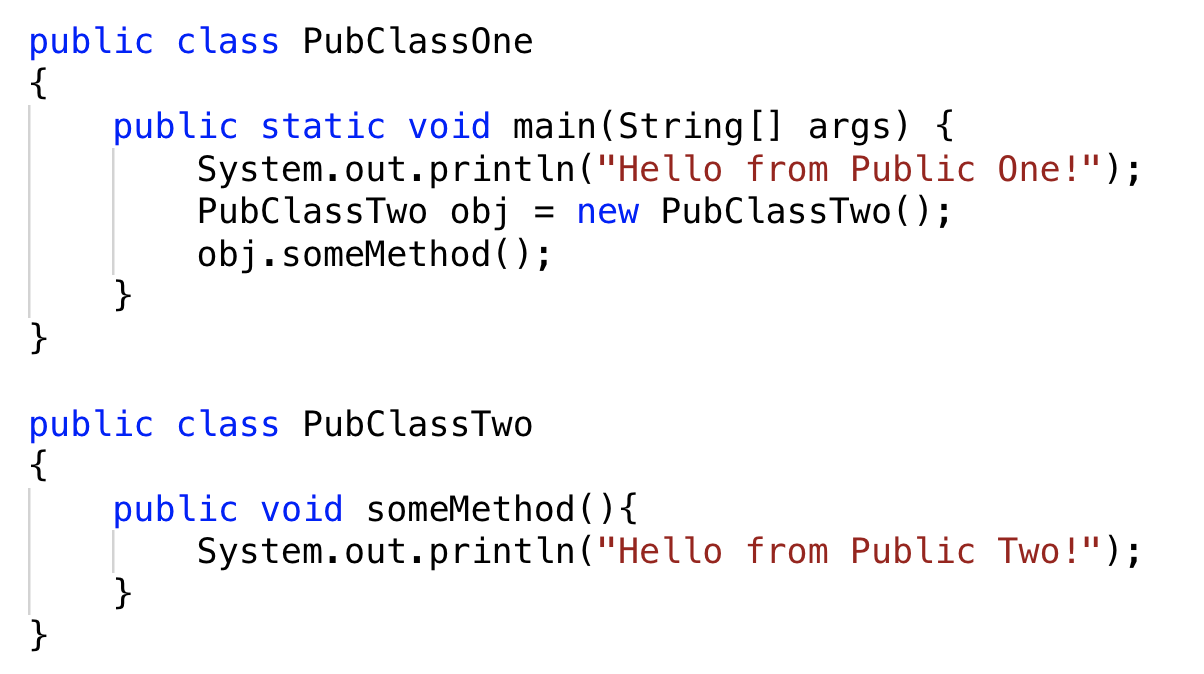 public class PubClassOne
{
    public static void main(String[] args) {
        System.out.println("Hello from Public One!");
        PubClassTwo obj = new PubClassTwo();
        obj.someMethod();
    }
}

public class PubClassTwo
{
    public void someMethod(){
        System.out.println("Hello from Public Two!");
    }
}